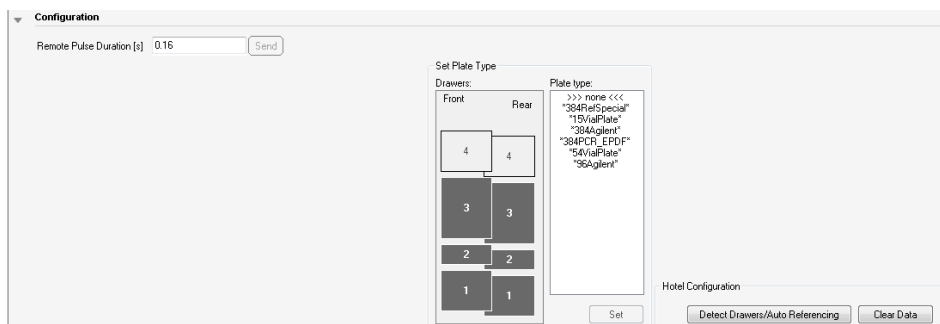 Configuration
Remote Pulse Duration [s] 0.16 Send
Set Plate Type
Drawers:
Front Rear
4 4
3 3
2 2
1 1
Plate type:
>>> none <<<
"384RefSpecial"
"15VialPlate"
"384Agilent"
"384PCR_EPDF"
"54VialPlate"
"96Agilent"
Set
Hotel Configuration
Detect Drawers/Auto Referencing Clear Data